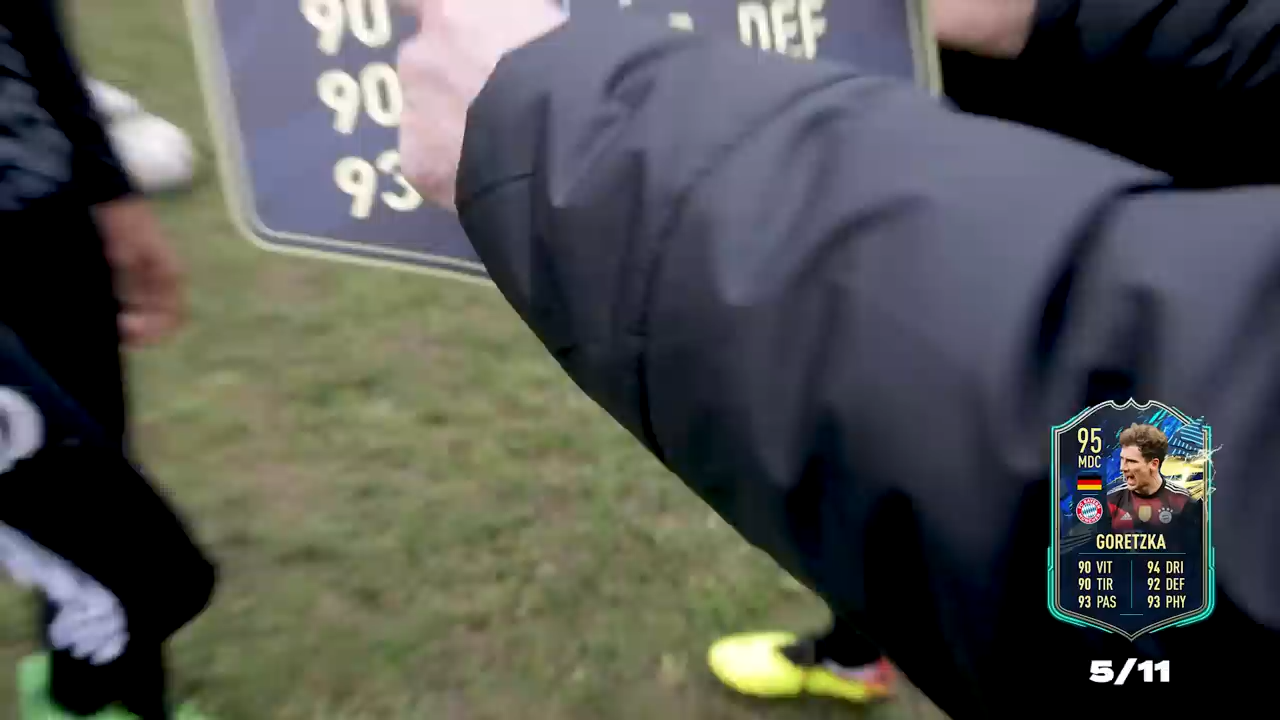 90 DEF
90
93
95
MDC
GORETZKA
90 VIT 94 DRI
90 TIR 92 DEF
93 PAS 93 PHY
5/11